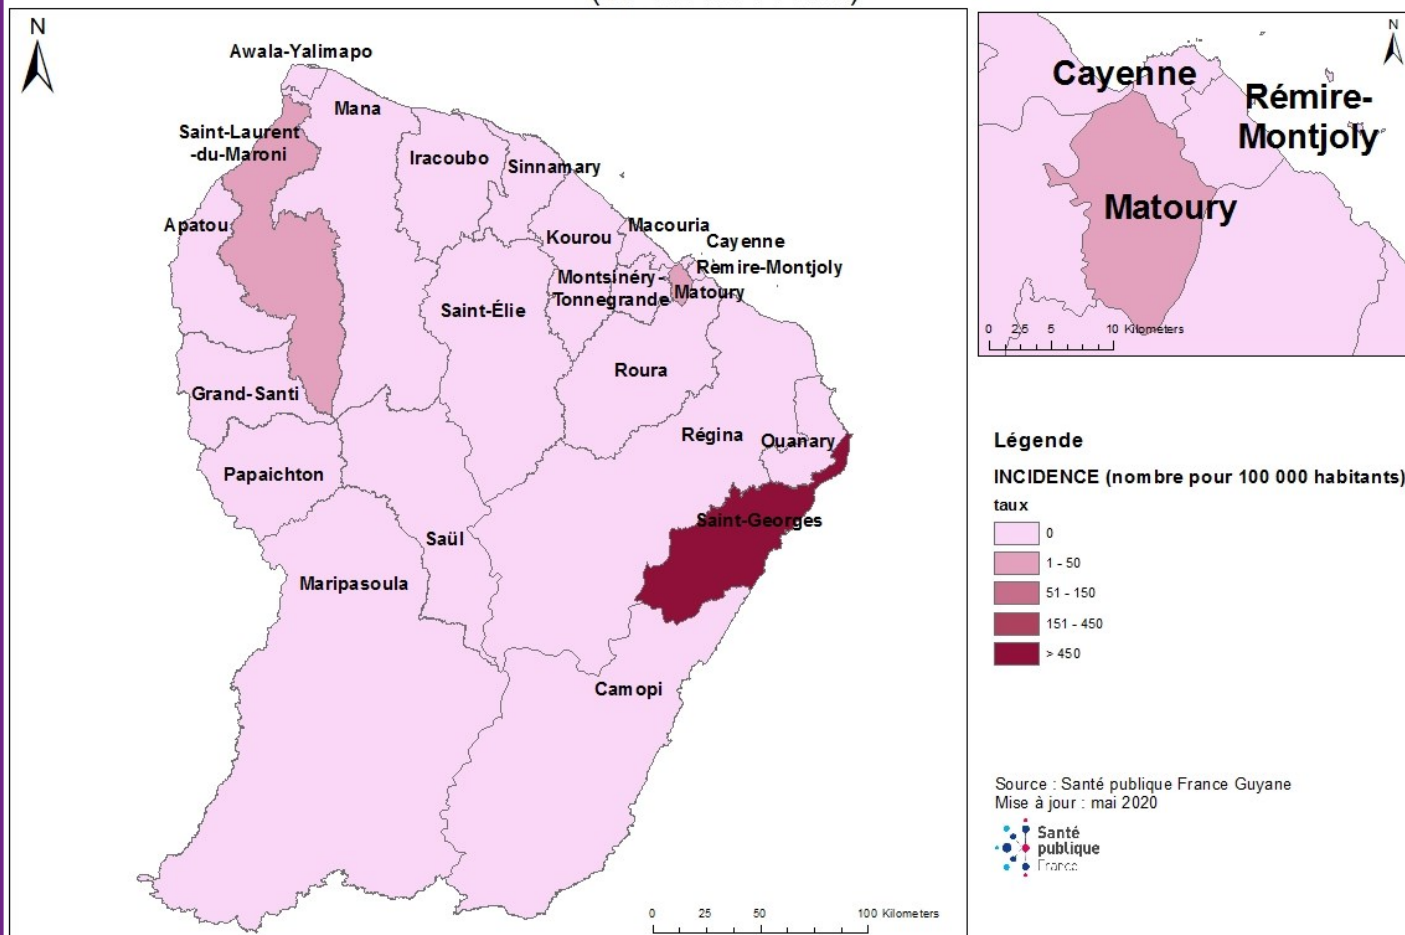 N
Awala-Yalimapo
Mana
Saint-Laurent
-du-Maroni
Iracoubo
Sinnamary
Apatou
Macouria
Kourou
Cayenne
Remire-Montjoly
Montsinéry-
Tonnegrande
Matoury
Saint-Élie
Roura
Grand-Santi
Régina
Ouanary
Papaichton
Saint-Georges
Saül
Maripasoula
Camopi
0 25 50 100 Kilometers
N
Cayenne
Rémire-
Montjoly
Matoury
0 2,5 5 10 Kilometers
Légende
INCIDENCE (nombre pour 100 000 habitants)
taux
0
1 - 50
51 - 150
151 - 450
> 450
Source : Santé publique France Guyane
Mise à jour : mai 2020
Santé
publique
France